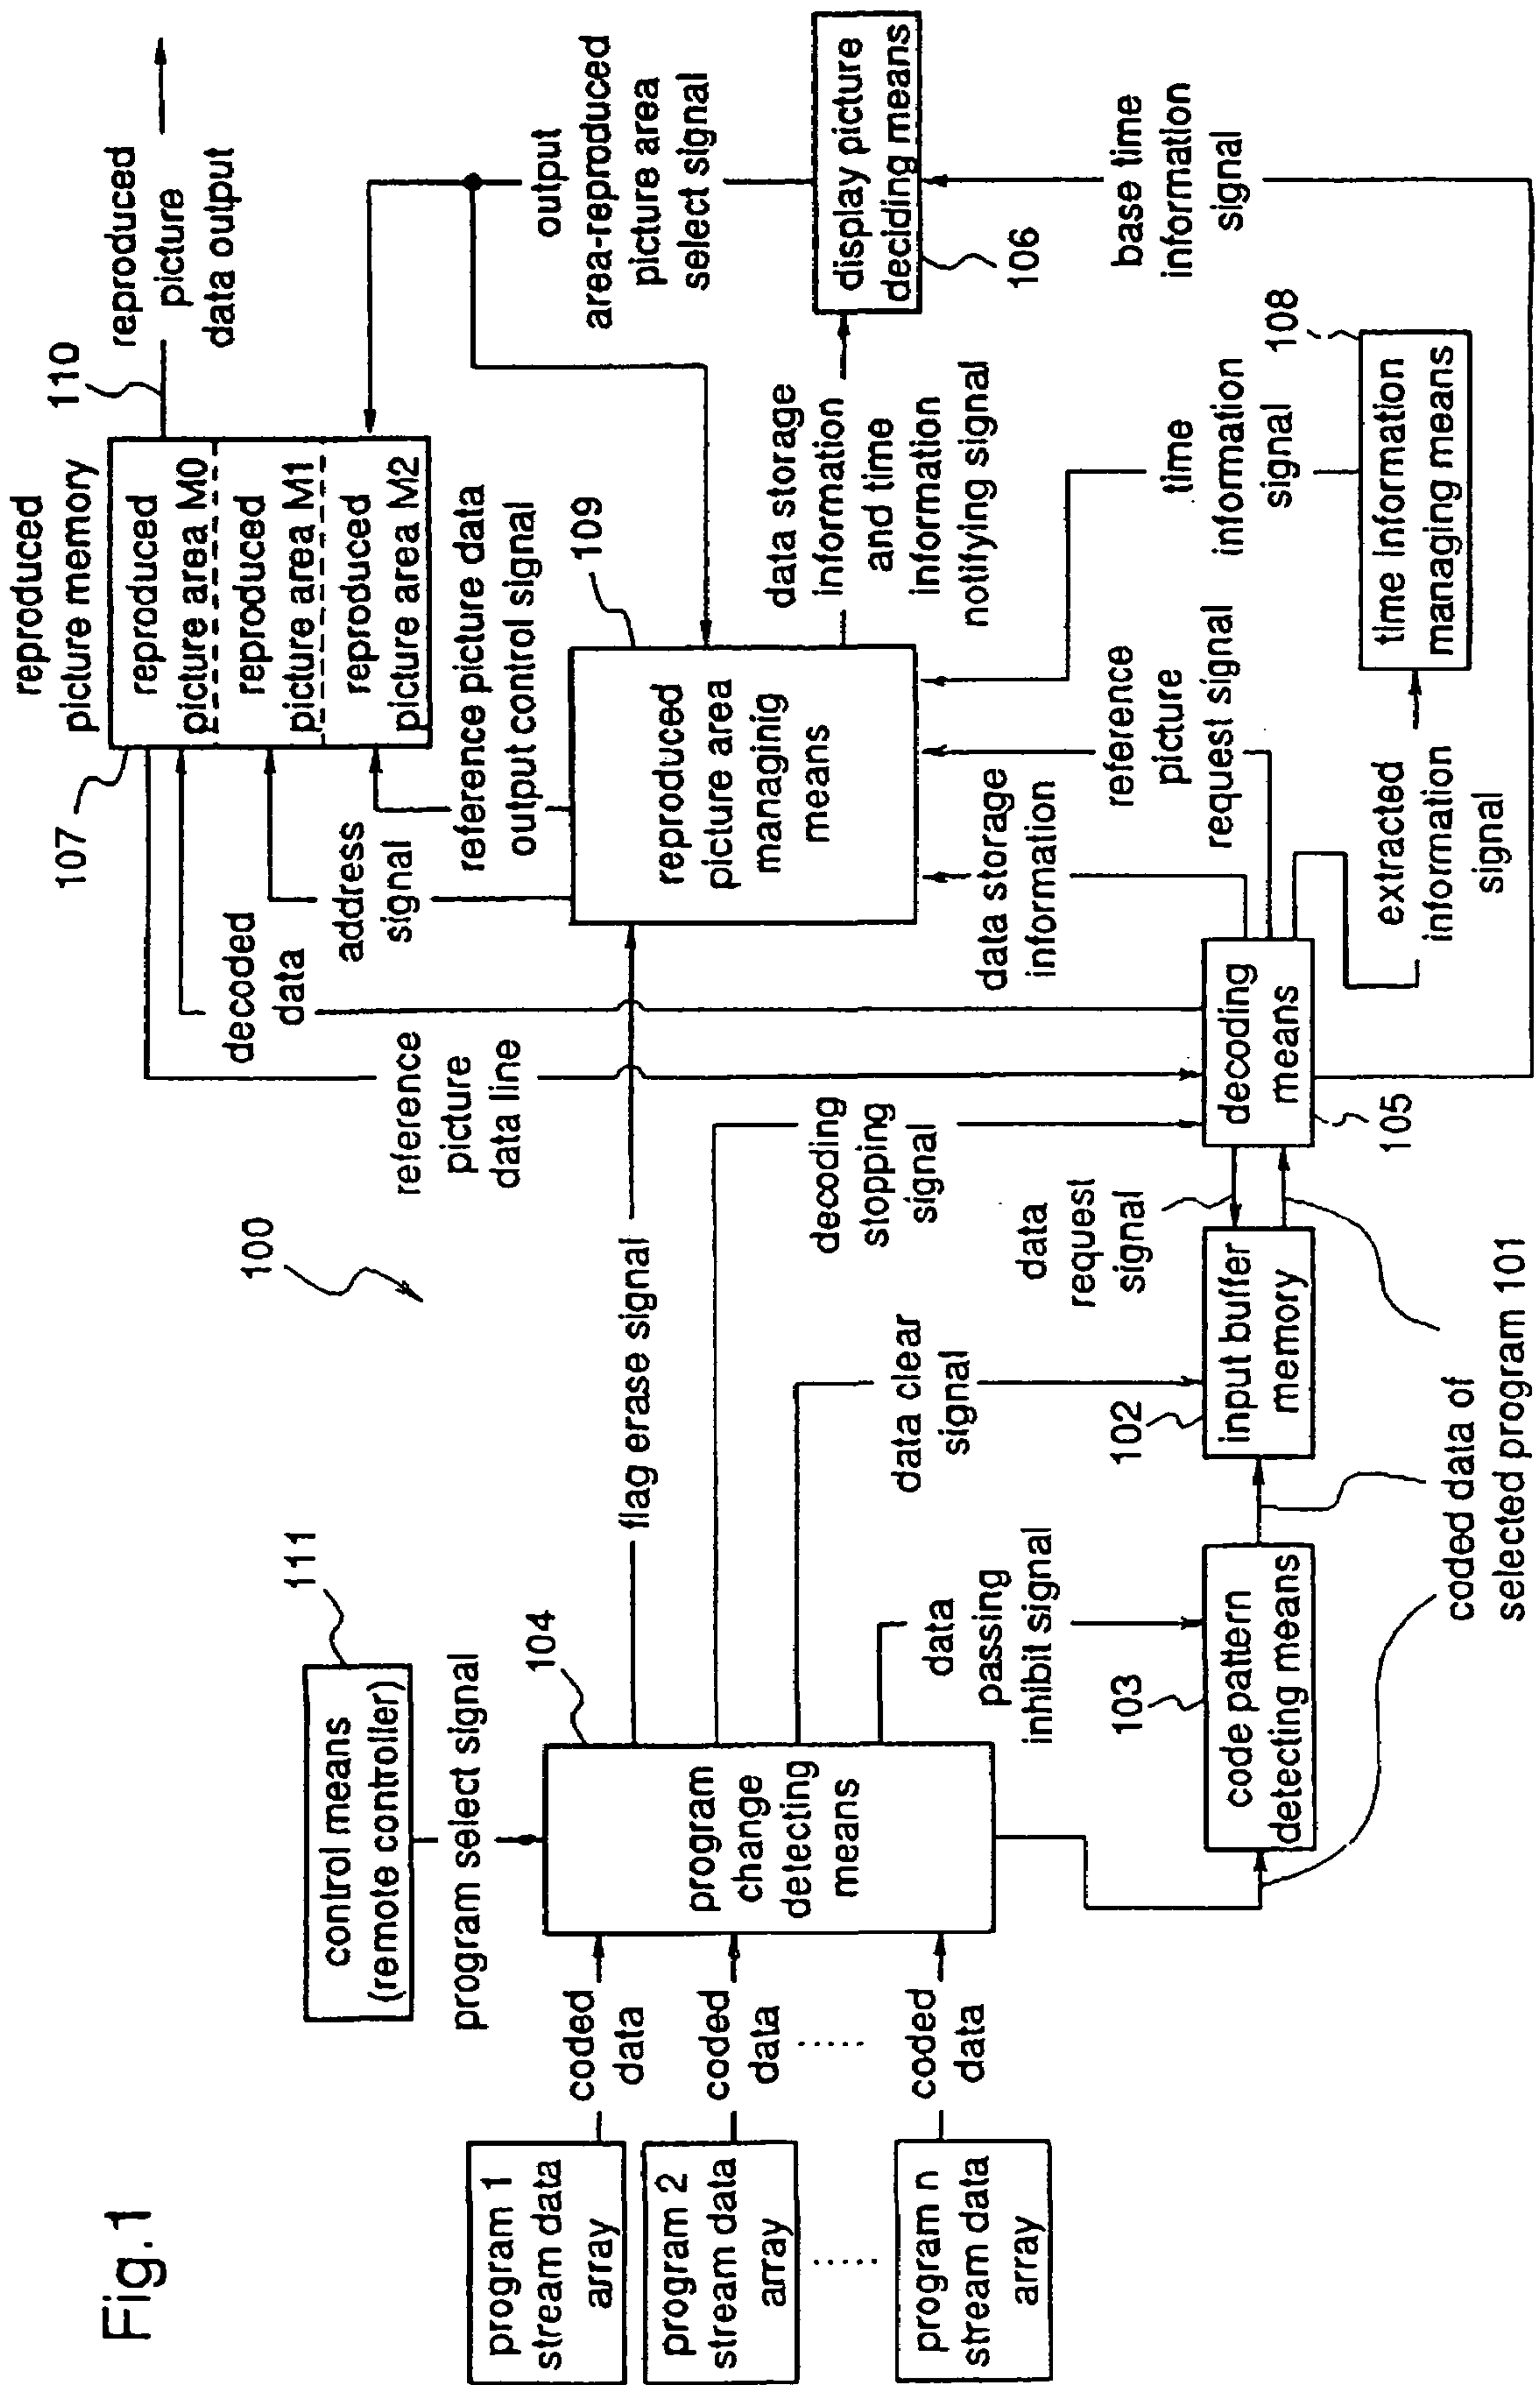 Fig.1
100
control means
(remote controller)
111
program select signal
program 1
stream data
array
program 2
stream data
array
program n
stream data
array
coded
data
coded
data
coded
data
program
change
detecting
means
104
flag erase signal
decoding
stopping
signal
data clear
signal
data
passing
inhibit signal
code pattern
detecting means
103
input buffer
memory
102
coded data of
selected program 101
data
request
signal
decoding
means
105
reference
picture
data line
decoded
data
address
signal
reference picture data
output control signal
reproduced
picture memory
107
reproduced
picture area M0
reproduced
picture area M1
reproduced
picture area M2
110
reproduced
picture
data output
reproduced
picture area
managinig
means
109
data storage
information
reference
picture
request signal
extracted
information
signal
time Information
managing means
108
time
information
signal
data storage
information
and time
information
notifying signal
display picture
deciding means
106
output
area-reproduced
picture area
select signal
base time
information
signal